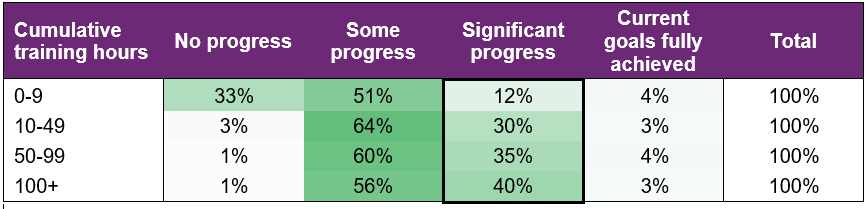 Cumulative training hours No progress Some progress Significant progress Current goals fully achieved Total
0-9 33% 51% 12% 4% 100%
10-49 3% 64% 30% 3% 100%
50-99 1% 60% 35% 4% 100%
100+ 1% 56% 40% 3% 100%